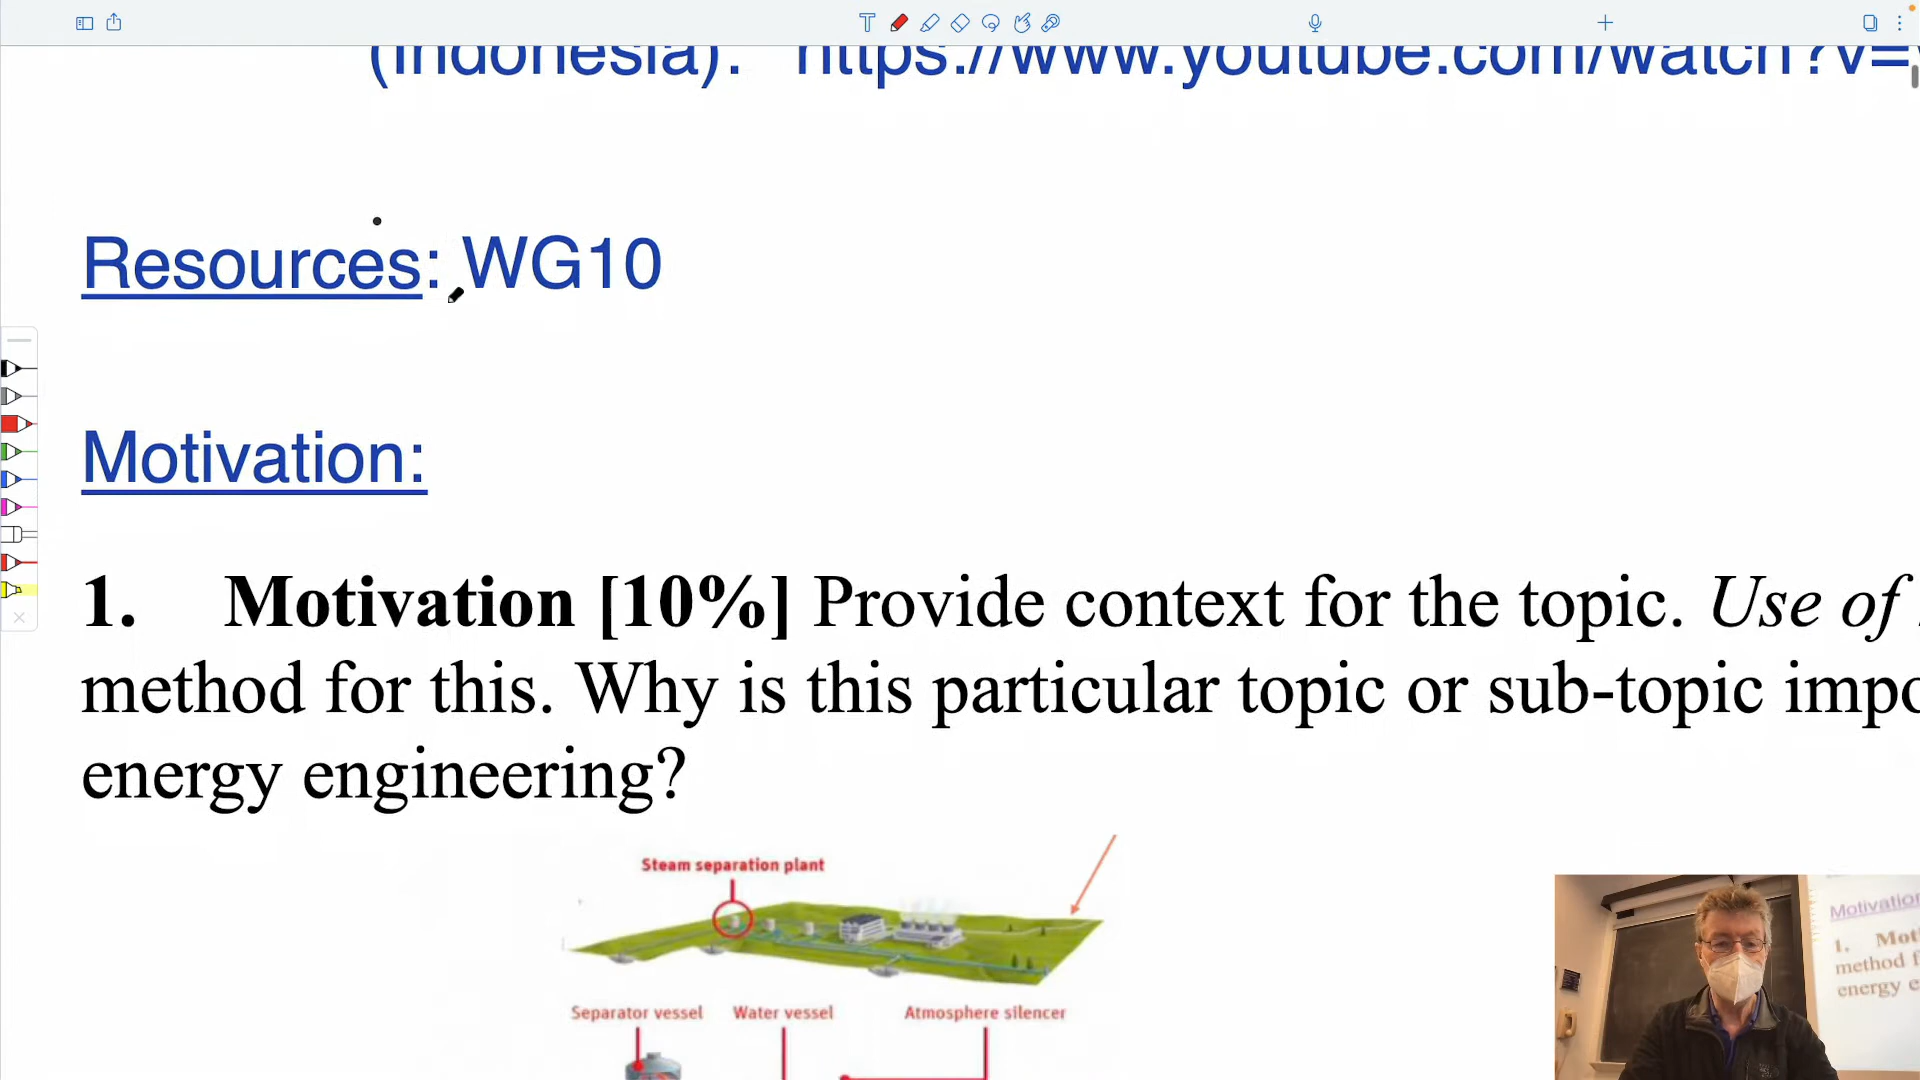 (Indonesia). https://www.youtube.com/watch?v=
Resources: WG10
Motivation:
1. Motivation [10%] Provide context for the topic. Use of
method for this. Why is this particular topic or sub-topic impo
energy engineering?
Steam separation plant
Separator vessel Water vessel Atmosphere silencer
Motivation
1. Mot
method f
energy e